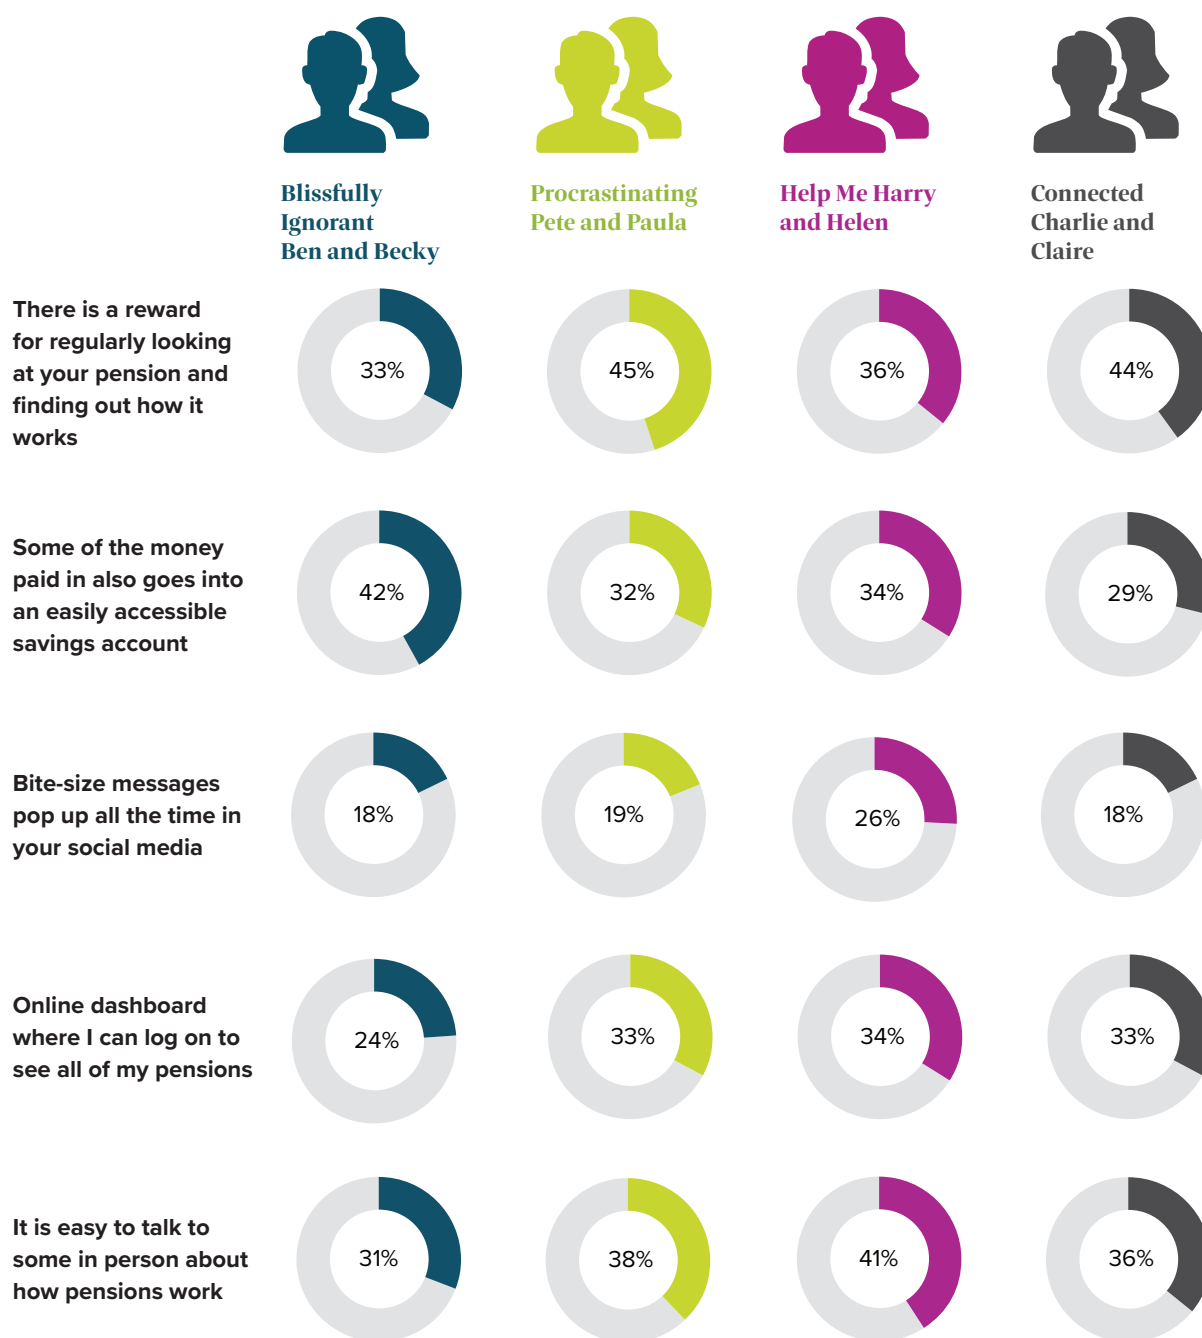 Blissfully
Ignorant
Ben and Becky
Procrastinating
Pete and Paula
Help Me Harry
and Helen
Connected
Charlie and
Claire
There is a reward
for regularly looking
at your pension and
finding out how it
works
33%
45%
36%
44%
Some of the money
paid in also goes into
an easily accessible
savings account
42%
32%
34%
29%
Bite-size messages
pop up all the time in
your social media
18%
19%
26%
18%
Online dashboard
where I can log on to
see all of my pensions
24%
33%
34%
33%
It is easy to talk to
some in person about
how pensions work
31%
38%
41%
36%